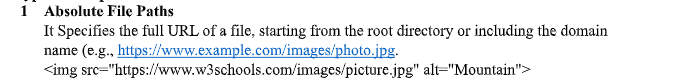 1 Absolute File Paths
It Specifies the full URL of a file, starting from the root directory or including the domain
name (e.g., https://www.example.com/images/photo.jpg.
<img src="https://www.w3schools.com/images/picture.jpg" alt="Mountain">